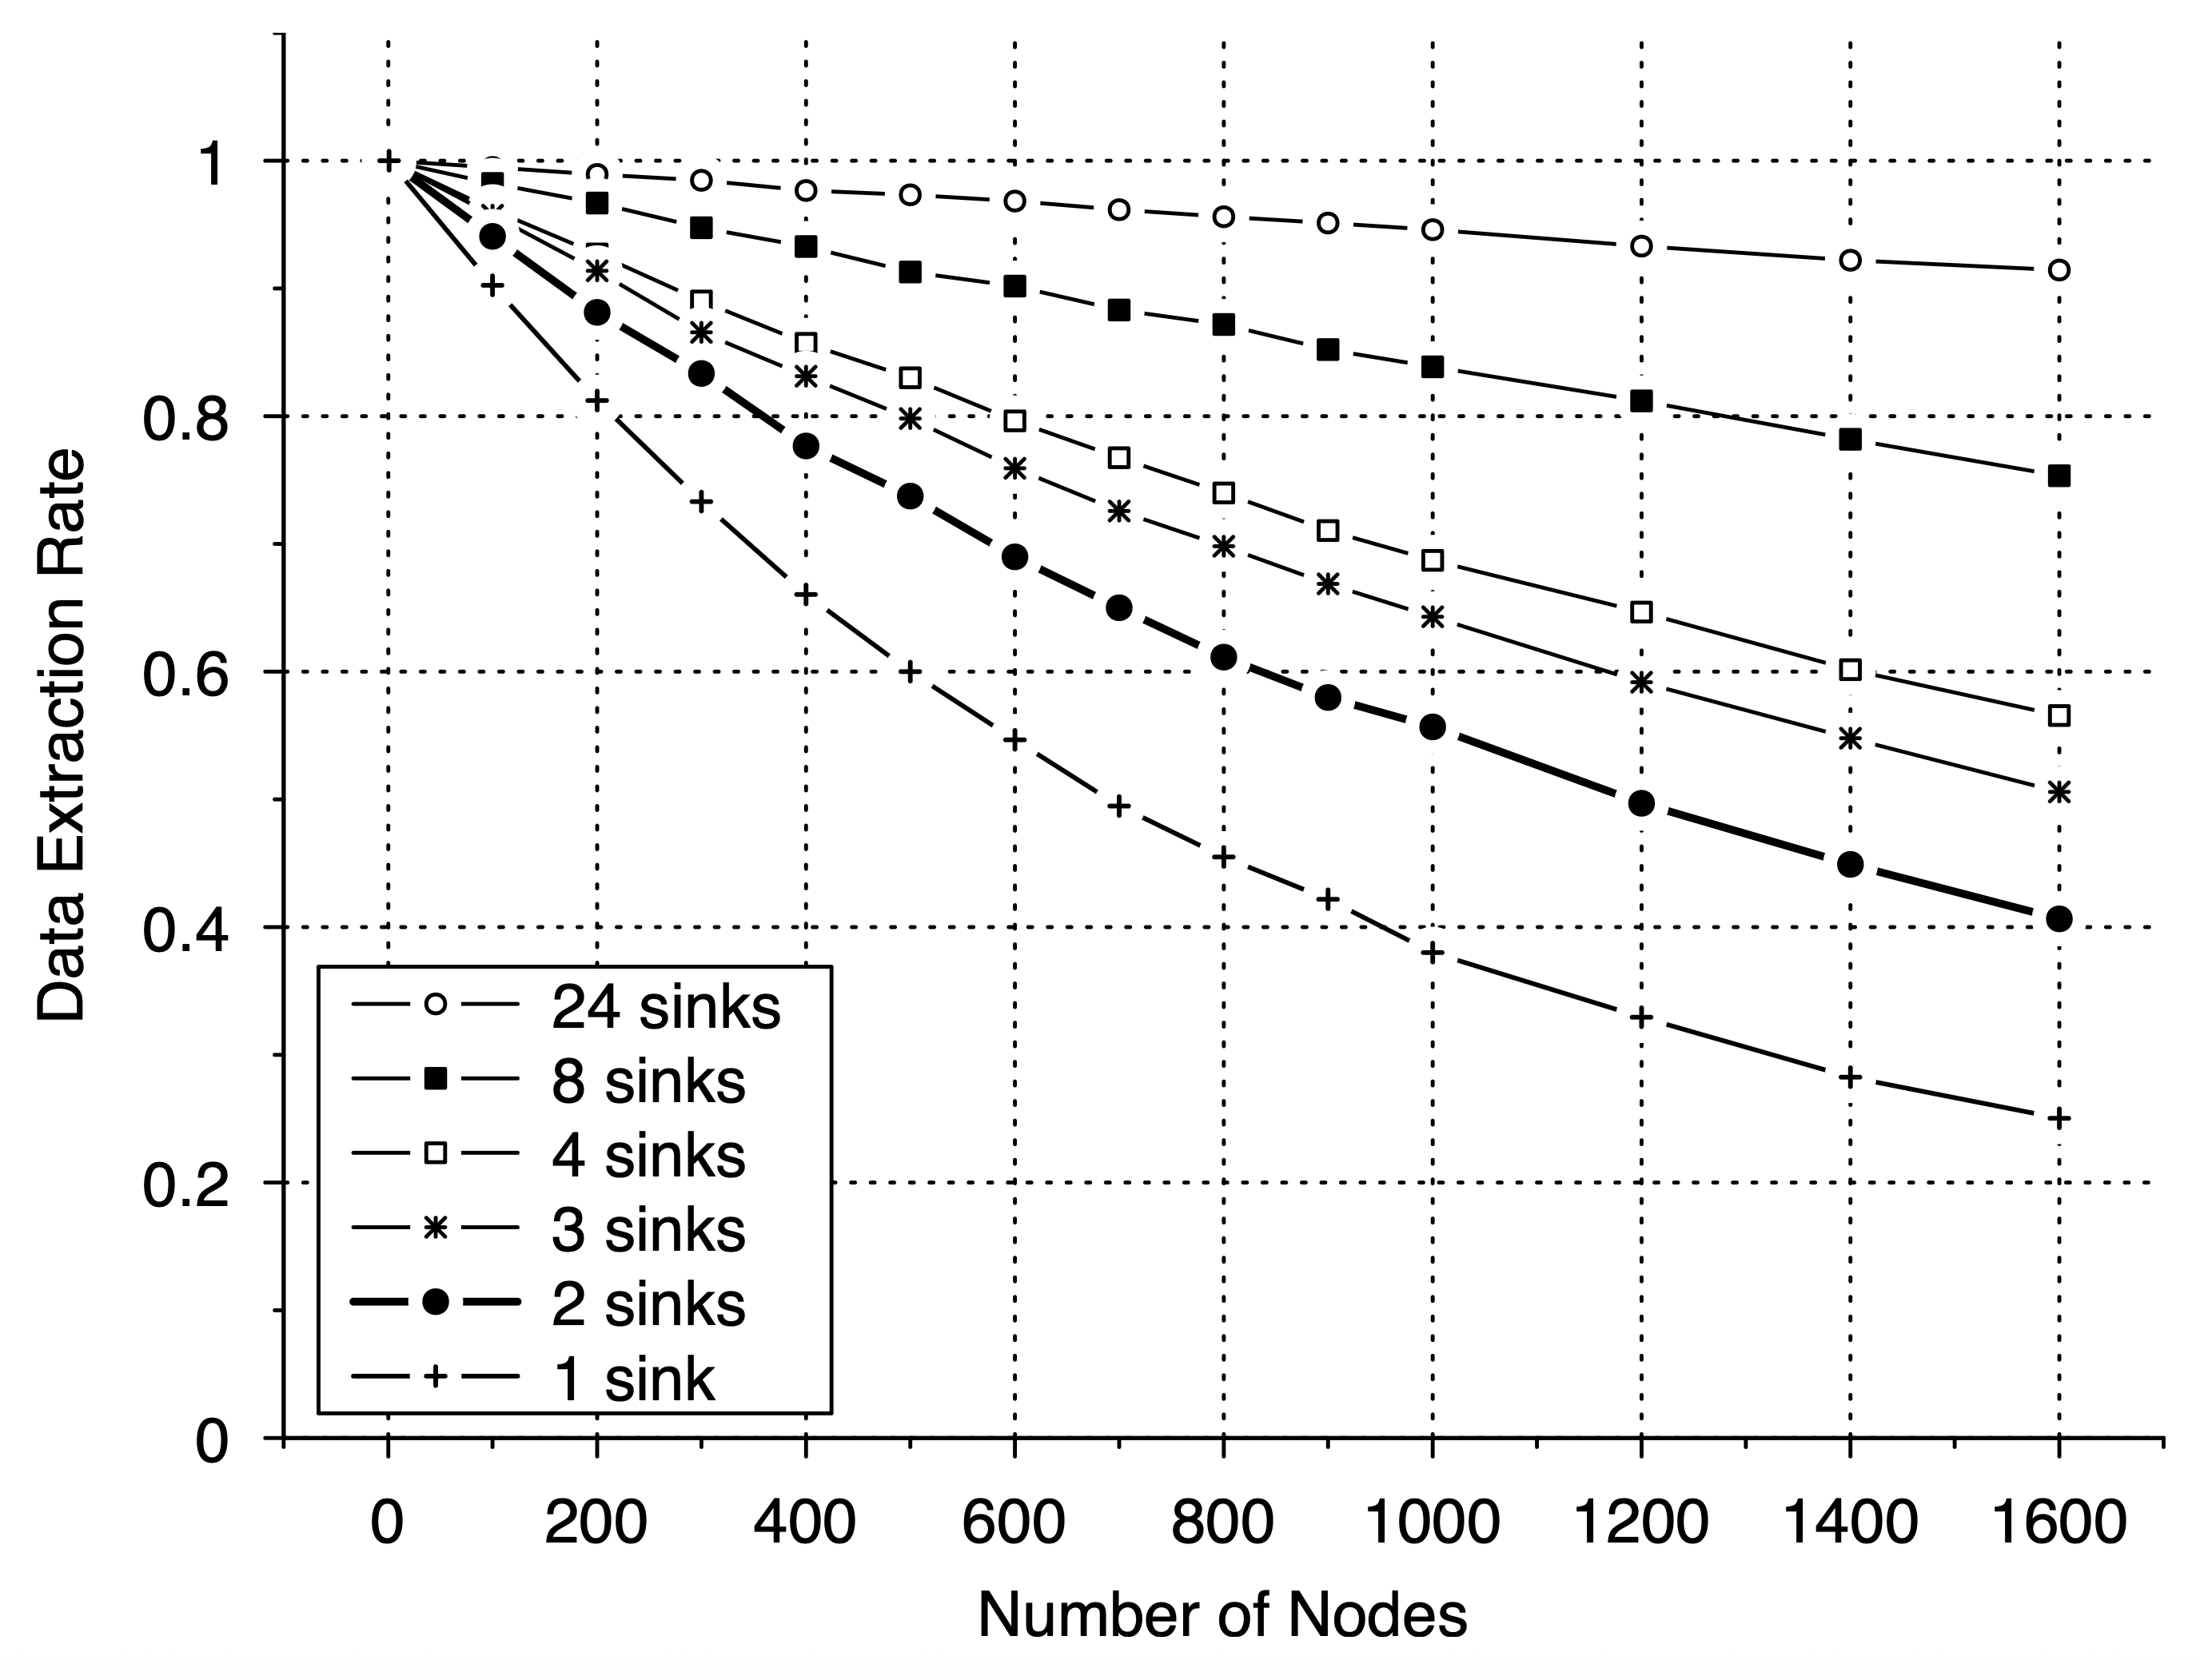 Data Extraction Rate
1
0.8
0.6
0.4
0.2
0
24 sinks
8 sinks
4 sinks
3 sinks
2 sinks
1 sink
0 200 400 600 800 1000 1200 1400 1600
Number of Nodes